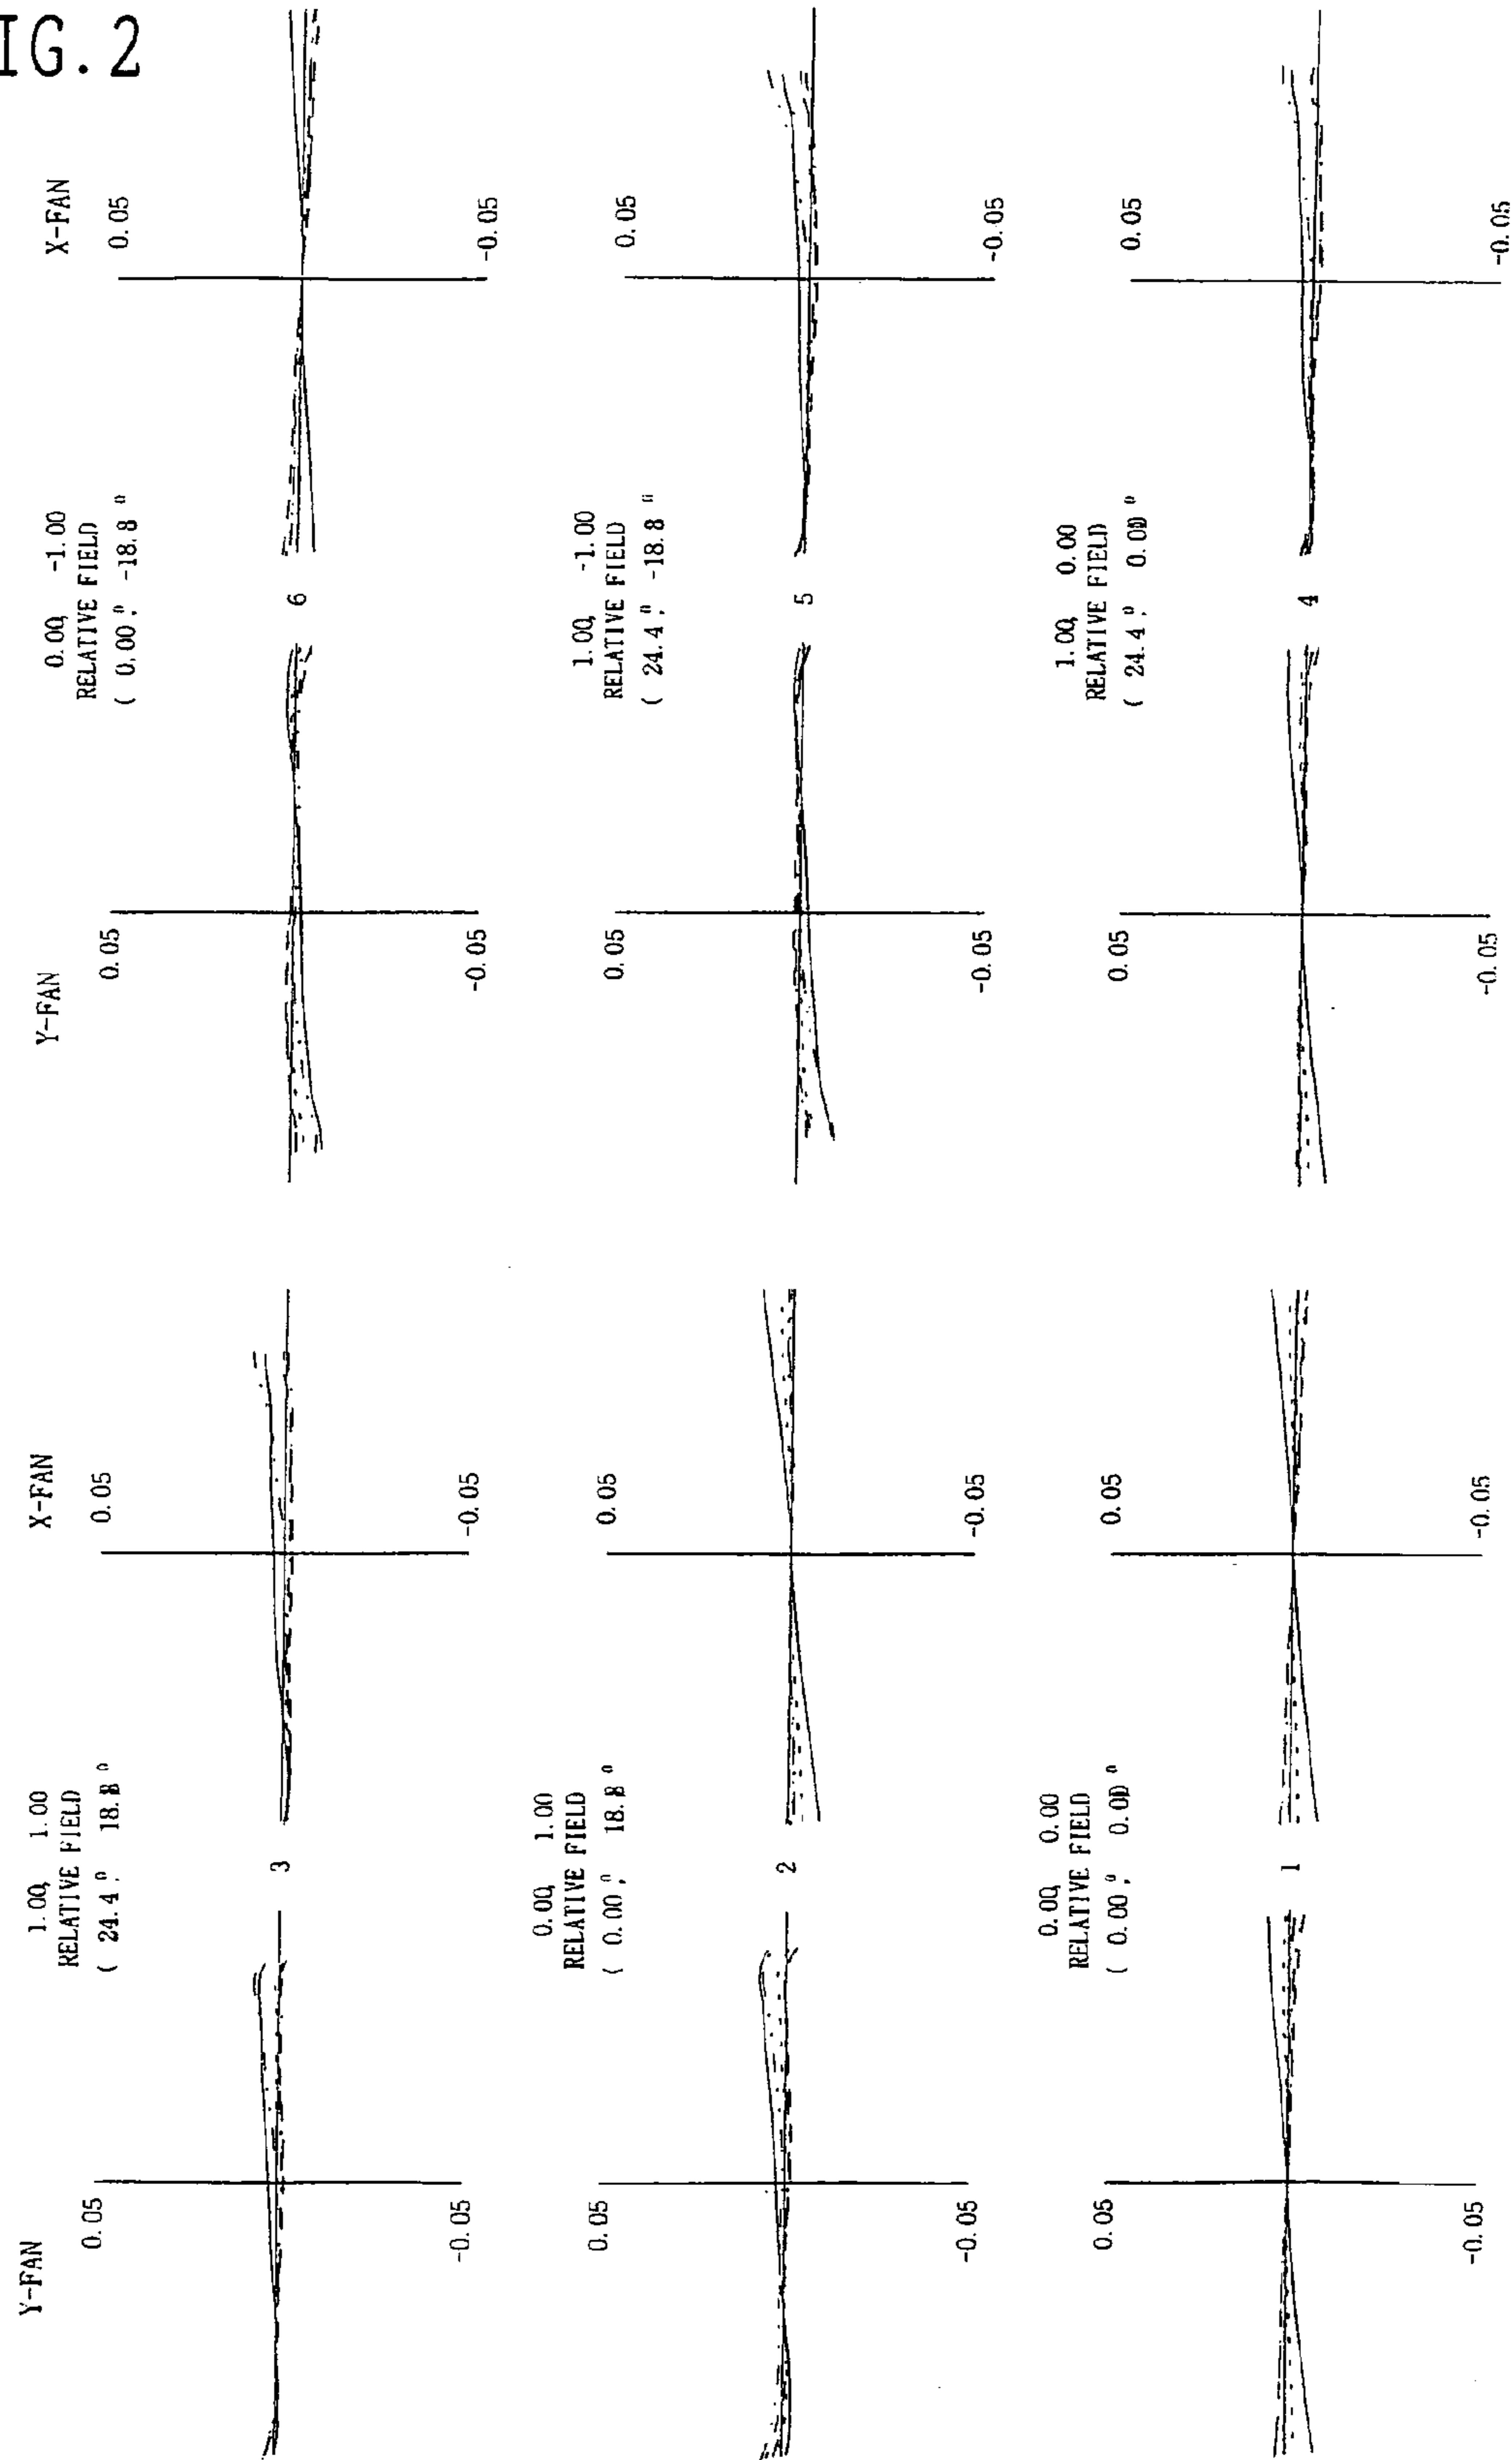 IG. 2
Y-FAN X-FAN
1.00, 1.00
RELATIVE FIELD
( 24.4 °, 18.8 °
0.05 0.05
3
-0.05 -0.05
0.00, 1.00
RELATIVE FIELD
( 0.00 °, 18.8 °
0.05 0.05
2
-0.05 -0.05
0.00, 0.00
RELATIVE FIELD
( 0.00 °, 0.00 °
0.05 0.05
1
-0.05 -0.05
Y-FAN X-FAN
0.00, -1.00
RELATIVE FIELD
( 0.00 °, -18.8 °
0.05 0.05
6
-0.05 -0.05
1.00, -1.00
RELATIVE FIELD
( 24.4 °, -18.8 °
0.05 0.05
5
-0.05 -0.05
1.00, 0.00
RELATIVE FIELD
( 24.4 °, 0.00 °
0.05 0.05
4
-0.05 -0.05